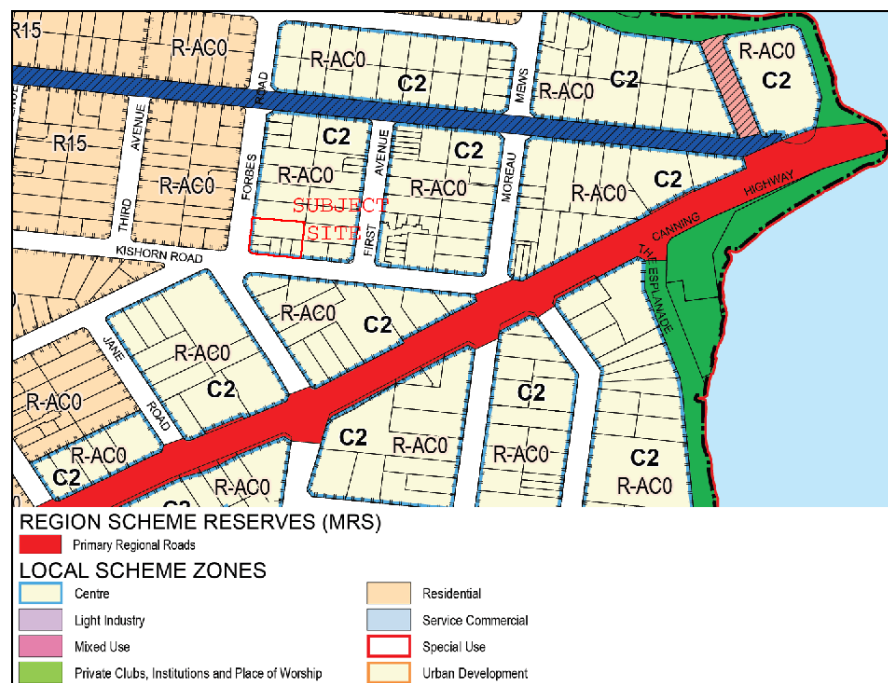 R15
R-AC0
R-AC0
C2
R-AC0
C2
R-AC0
ROAD
MEWS
R15
AVENUE
THIRD
R-AC0
FORBES
C2
R-AC0
AVENUE
FIRST
C2
R-AC0
MOREAU
R-AC0
C2
SUBJECT
SITE
CANNING
HIGHWAY
THE ESPLANADE
KISHORN ROAD
R-AC0
C2
R-AC0
C2
JANE
ROAD
R-AC0
C2
R-AC0
C2
R-AC0
C2
R-AC0
C2
R-AC0
R-AC0
C2
C2
R-AC0
REGION SCHEME RESERVES (MRS)
Primary Regional Roads
LOCAL SCHEME ZONES
Centre
Residential
Light Industry
Service Commercial
Mixed Use
Special Use
Private Clubs, Institutions and Place of Worship
Urban Development